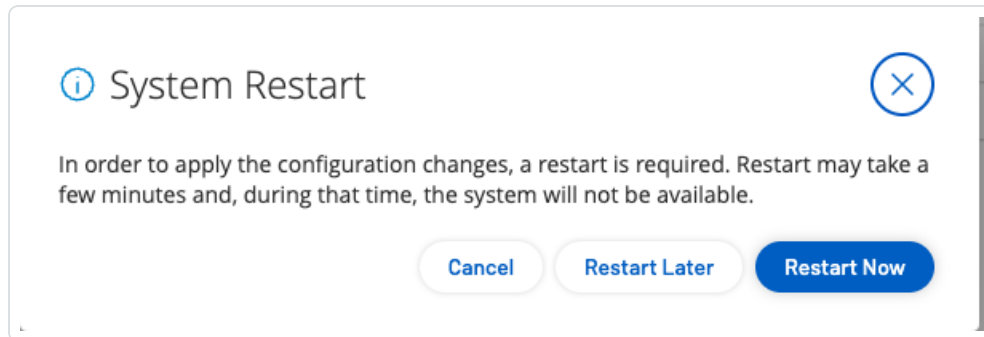 System Restart
In order to apply the configuration changes, a restart is required. Restart may take a
few minutes and, during that time, the system will not be available.
Cancel
Restart Later
Restart Now